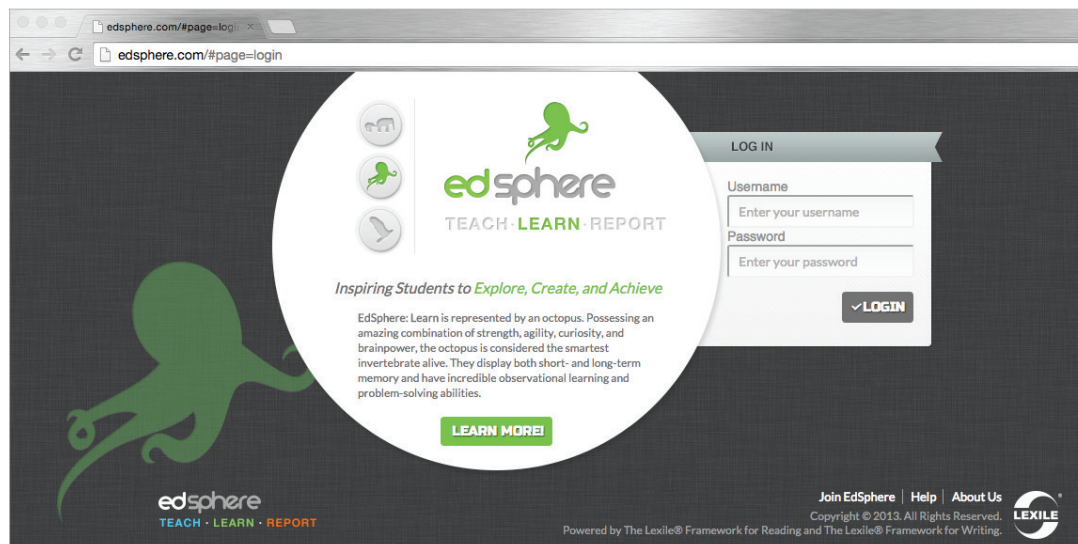 edsphere.com/#page=logi
edsphere.com/#page=login
edsphere
TEACH · LEARN · REPORT
Inspiring Students to Explore, Create, and Achieve
EdSphere: Learn is represented by an octopus. Possessing an
amazing combination of strength, agility, curiosity, and
brainpower, the octopus is considered the smartest
invertebrate alive. They display both short- and long-term
memory and have incredible observational learning and
problem-solving abilities.
LEARN MORE!
LOG IN
Username
Enter your username
Password
Enter your password
LOGIN
edsphere
TEACH · LEARN · REPORT
Join EdSphere | Help | About Us
Copyright © 2013. All Rights Reserved.
Powered by The Lexile® Framework for Reading and The Lexile® Framework for Writing.
LEXILE®